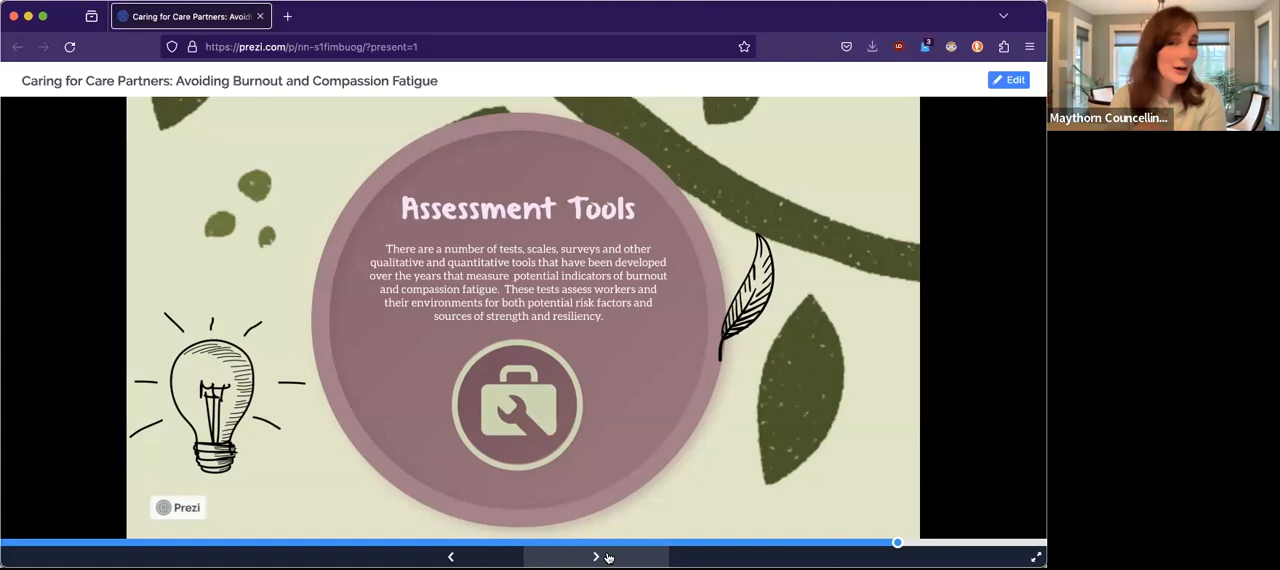 Caring for Care Partners: Avoidi
https://prezi.com/p/nn-s1fimbuog/?present=1
3
Caring for Care Partners: Avoiding Burnout and Compassion Fatigue
Edit
Maythorn Councellin...
Assessment Tools
There are a number of tests, scales, surveys and other
qualitative and quantitative tools that have been developed
over the years that measure potential indicators of burnout
and compassion fatigue. These tests assess workers and
their environments for both potential risk factors and
sources of strength and resiliency.
Prezi